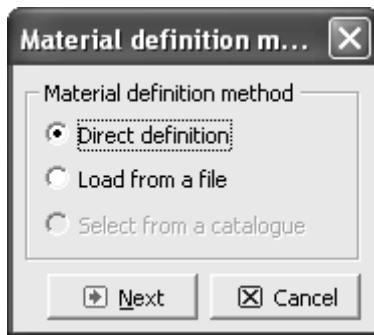 Material definition m...
Material definition method
Direct definition
Load from a file
Select from a catalogue
Next
Cancel